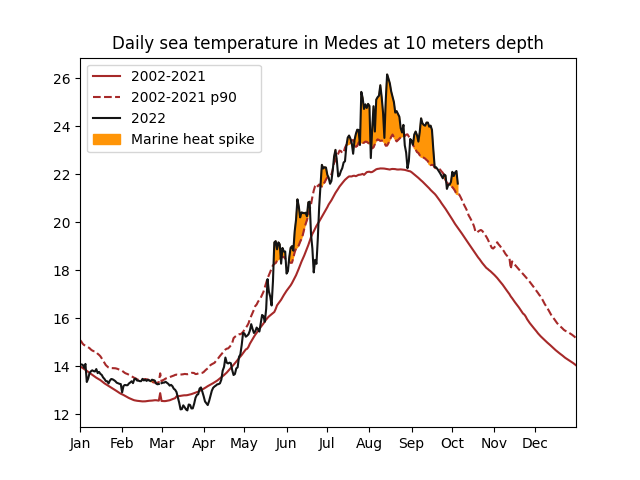 Daily sea temperature in Medes at 10 meters depth
2002-2021
2002-2021 p90
2022
Marine heat spike
26
24
22
20
18
16
14
12
Jan Feb Mar Apr May Jun Jul Aug Sep Oct Nov Dec